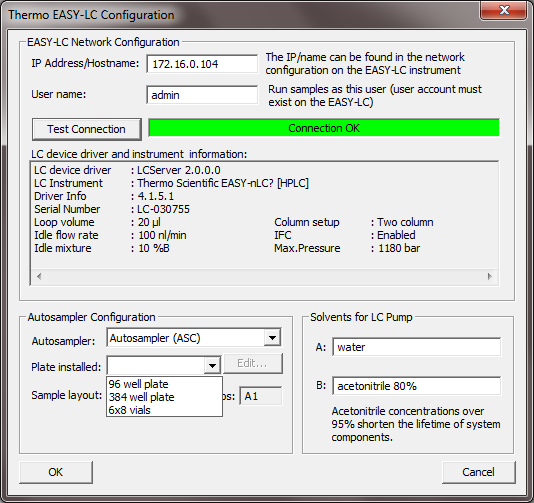 Thermo EASY-LC Configuration
EASY-LC Network Configuration
IP Address/Hostname: 172.16.0.104
The IP/name can be found in the network
configuration on the EASY-LC instrument
User name: admin
Run samples as this user (user account must
exist on the EASY-LC)
Test Connection
Connection OK
LC device driver and instrument information:
LC device driver : LCServer 2.0.0.0
LC Instrument : Thermo Scientific EASY-nLC? [HPLC]
Driver Info : 4.1.5.1
Serial Number : LC-030755
Loop volume : 20 µl Column setup : Two column
Idle flow rate : 100 nl/min IFC : Enabled
Idle mixture : 10 %B Max.Pressure : 1180 bar
Autosampler Configuration
Autosampler: Autosampler (ASC)
Plate installed: Edit...
96 well plate
384 well plate
6x8 vials
Sample layout: os: A1
Solvents for LC Pump
A: water
B: acetonitrile 80%
Acetonitrile concentrations over
95% shorten the lifetime of system
components.
OK
Cancel